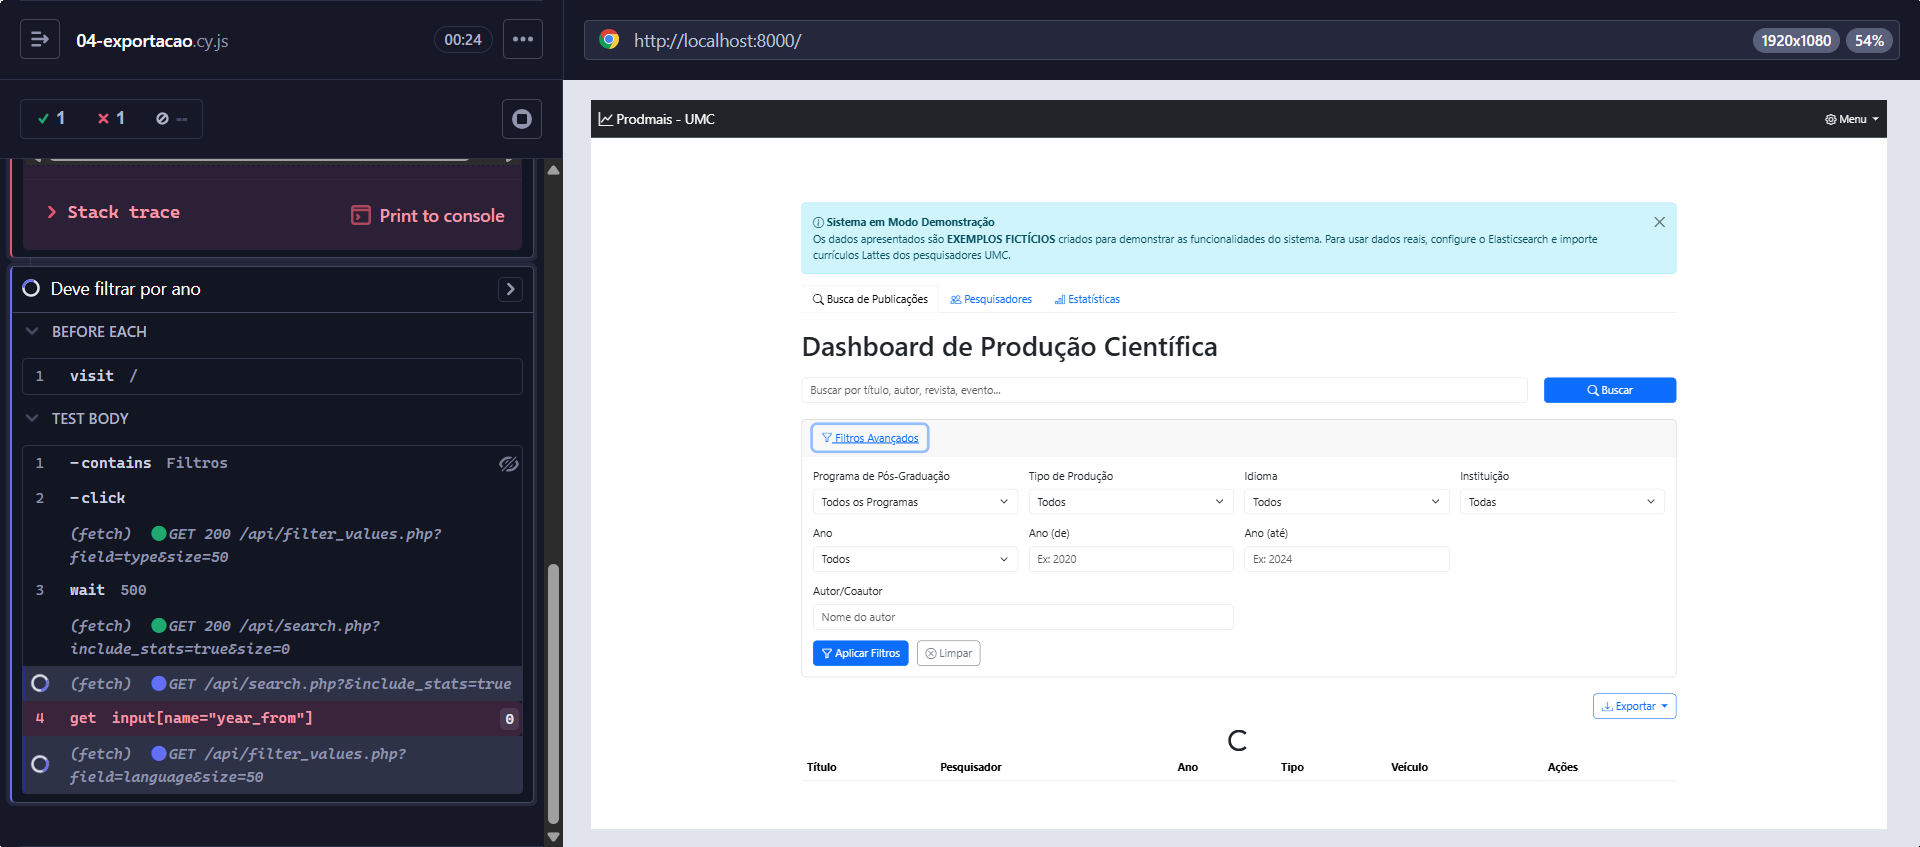 04-exportacao.cy.js
00:24
1
1
--
Stack trace
Print to console
Deve filtrar por ano
BEFORE EACH
1 visit /
TEST BODY
1 -contains Filtros
2 -click
(fetch) GET 200 /api/filter_values.php?
field=type&size=50
3 wait 500
(fetch) GET 200 /api/search.php?
include_stats=true&size=0
(fetch) GET /api/search.php?&include_stats=true
4 get input[name="year_from"] 0
(fetch) GET /api/filter_values.php?
field=language&size=50
http://localhost:8000/
1920x1080 54%
Prodmais - UMC
Menu
Sistema em Modo Demonstração
Os dados apresentados são EXEMPLOS FICTÍCIOS criados para demonstrar as funcionalidades do sistema. Para usar dados reais, configure o Elasticsearch e importe
currículos Lattes dos pesquisadores UMC.
Busca de Publicações Pesquisadores Estatísticas
Dashboard de Produção Científica
Buscar por título, autor, revista, evento...
Buscar
Filtros Avançados
Programa de Pós-Graduação Tipo de Produção Idioma Instituição
Todos os Programas Todos Todos Todas
Ano Ano (de) Ano (até)
Todos Ex: 2020 Ex: 2024
Autor/Coautor
Nome do autor
Aplicar Filtros Limpar
Exportar
Título Pesquisador Ano Tipo Veículo Ações